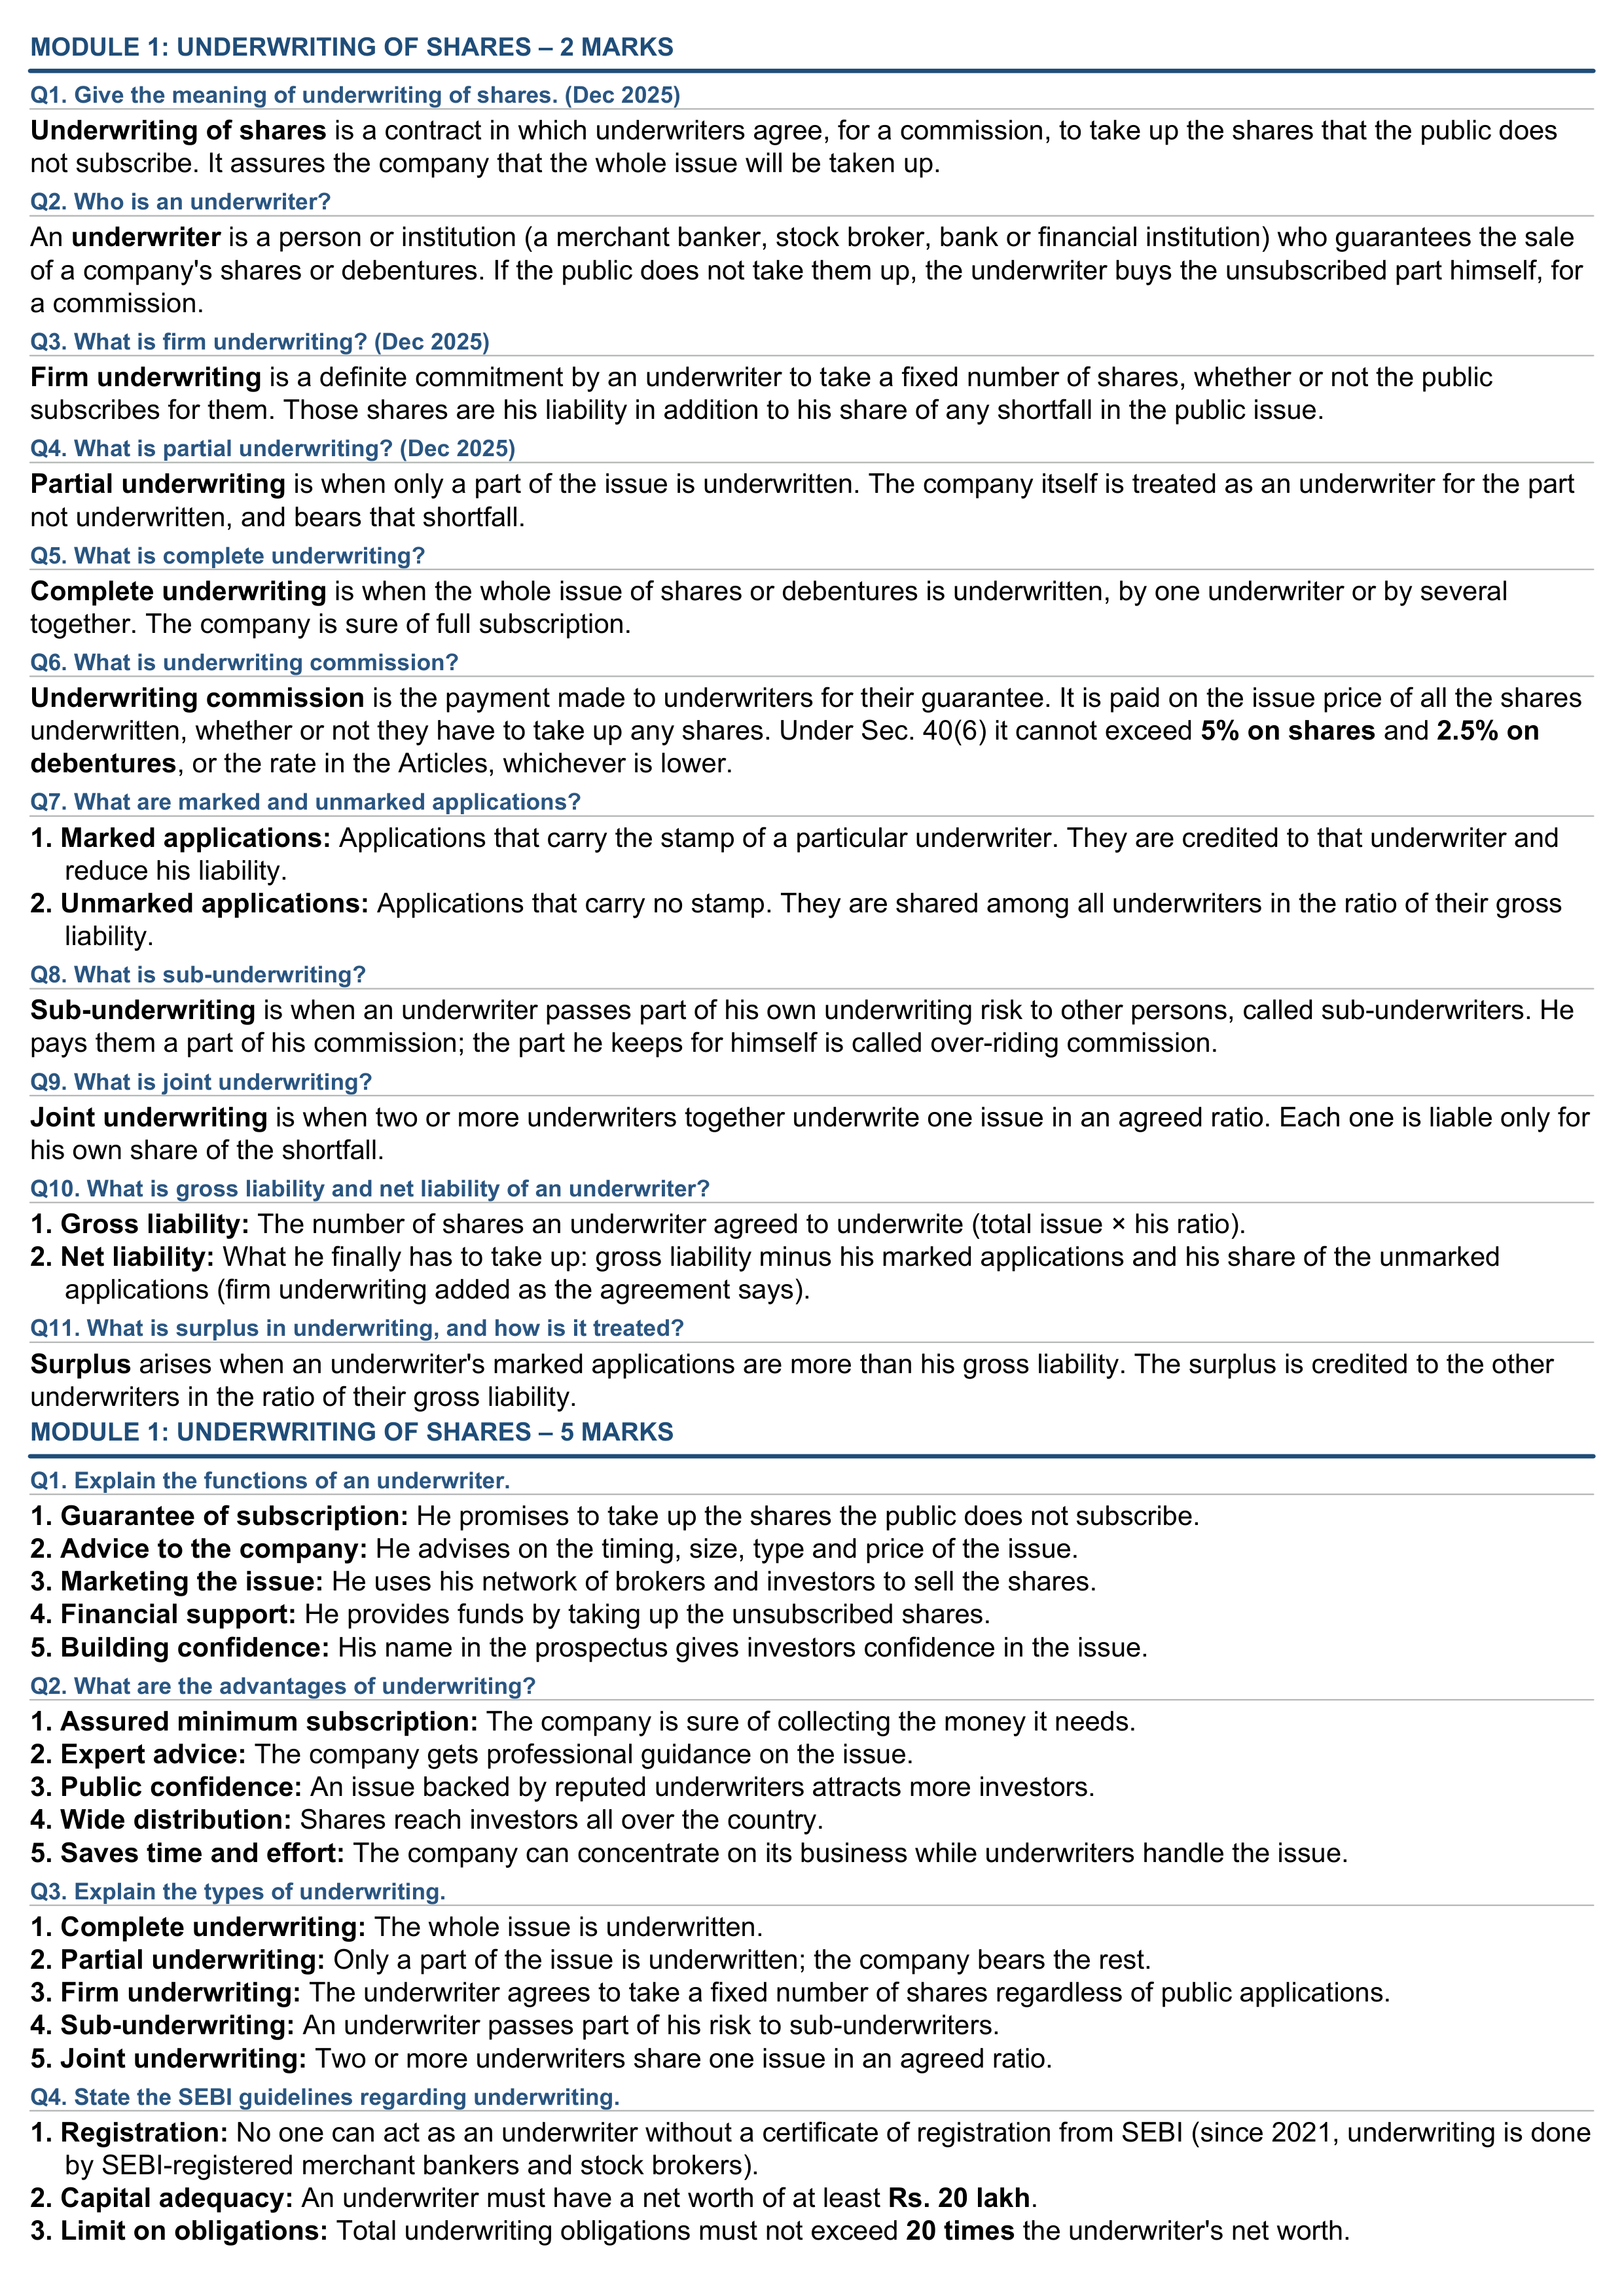 MODULE 1: UNDERWRITING OF SHARES – 2 MARKS
Q1. Give the meaning of underwriting of shares. (Dec 2025)
Underwriting of shares is a contract in which underwriters agree, for a commission, to take up the shares that the public does
not subscribe. It assures the company that the whole issue will be taken up.
Q2. Who is an underwriter?
An underwriter is a person or institution (a merchant banker, stock broker, bank or financial institution) who guarantees the sale
of a company's shares or debentures. If the public does not take them up, the underwriter buys the unsubscribed part himself, for
a commission.
Q3. What is firm underwriting? (Dec 2025)
Firm underwriting is a definite commitment by an underwriter to take a fixed number of shares, whether or not the public
subscribes for them. Those shares are his liability in addition to his share of any shortfall in the public issue.
Q4. What is partial underwriting? (Dec 2025)
Partial underwriting is when only a part of the issue is underwritten. The company itself is treated as an underwriter for the part
not underwritten, and bears that shortfall.
Q5. What is complete underwriting?
Complete underwriting is when the whole issue of shares or debentures is underwritten, by one underwriter or by several
together. The company is sure of full subscription.
Q6. What is underwriting commission?
Underwriting commission is the payment made to underwriters for their guarantee. It is paid on the issue price of all the shares
underwritten, whether or not they have to take up any shares. Under Sec. 40(6) it cannot exceed 5% on shares and 2.5% on
debentures, or the rate in the Articles, whichever is lower.
Q7. What are marked and unmarked applications?
1. Marked applications: Applications that carry the stamp of a particular underwriter. They are credited to that underwriter and
reduce his liability.
2. Unmarked applications: Applications that carry no stamp. They are shared among all underwriters in the ratio of their gross
liability.
Q8. What is sub-underwriting?
Sub-underwriting is when an underwriter passes part of his own underwriting risk to other persons, called sub-underwriters. He
pays them a part of his commission; the part he keeps for himself is called over-riding commission.
Q9. What is joint underwriting?
Joint underwriting is when two or more underwriters together underwrite one issue in an agreed ratio. Each one is liable only for
his own share of the shortfall.
Q10. What is gross liability and net liability of an underwriter?
1. Gross liability: The number of shares an underwriter agreed to underwrite (total issue × his ratio).
2. Net liability: What he finally has to take up: gross liability minus his marked applications and his share of the unmarked
applications (firm underwriting added as the agreement says).
Q11. What is surplus in underwriting, and how is it treated?
Surplus arises when an underwriter's marked applications are more than his gross liability. The surplus is credited to the other
underwriters in the ratio of their gross liability.
MODULE 1: UNDERWRITING OF SHARES – 5 MARKS
Q1. Explain the functions of an underwriter.
1. Guarantee of subscription: He promises to take up the shares the public does not subscribe.
2. Advice to the company: He advises on the timing, size, type and price of the issue.
3. Marketing the issue: He uses his network of brokers and investors to sell the shares.
4. Financial support: He provides funds by taking up the unsubscribed shares.
5. Building confidence: His name in the prospectus gives investors confidence in the issue.
Q2. What are the advantages of underwriting?
1. Assured minimum subscription: The company is sure of collecting the money it needs.
2. Expert advice: The company gets professional guidance on the issue.
3. Public confidence: An issue backed by reputed underwriters attracts more investors.
4. Wide distribution: Shares reach investors all over the country.
5. Saves time and effort: The company can concentrate on its business while underwriters handle the issue.
Q3. Explain the types of underwriting.
1. Complete underwriting: The whole issue is underwritten.
2. Partial underwriting: Only a part of the issue is underwritten; the company bears the rest.
3. Firm underwriting: The underwriter agrees to take a fixed number of shares regardless of public applications.
4. Sub-underwriting: An underwriter passes part of his risk to sub-underwriters.
5. Joint underwriting: Two or more underwriters share one issue in an agreed ratio.
Q4. State the SEBI guidelines regarding underwriting.
1. Registration: No one can act as an underwriter without a certificate of registration from SEBI (since 2021, underwriting is done
by SEBI-registered merchant bankers and stock brokers).
2. Capital adequacy: An underwriter must have a net worth of at least Rs. 20 lakh.
3. Limit on obligations: Total underwriting obligations must not exceed 20 times the underwriter's net worth.